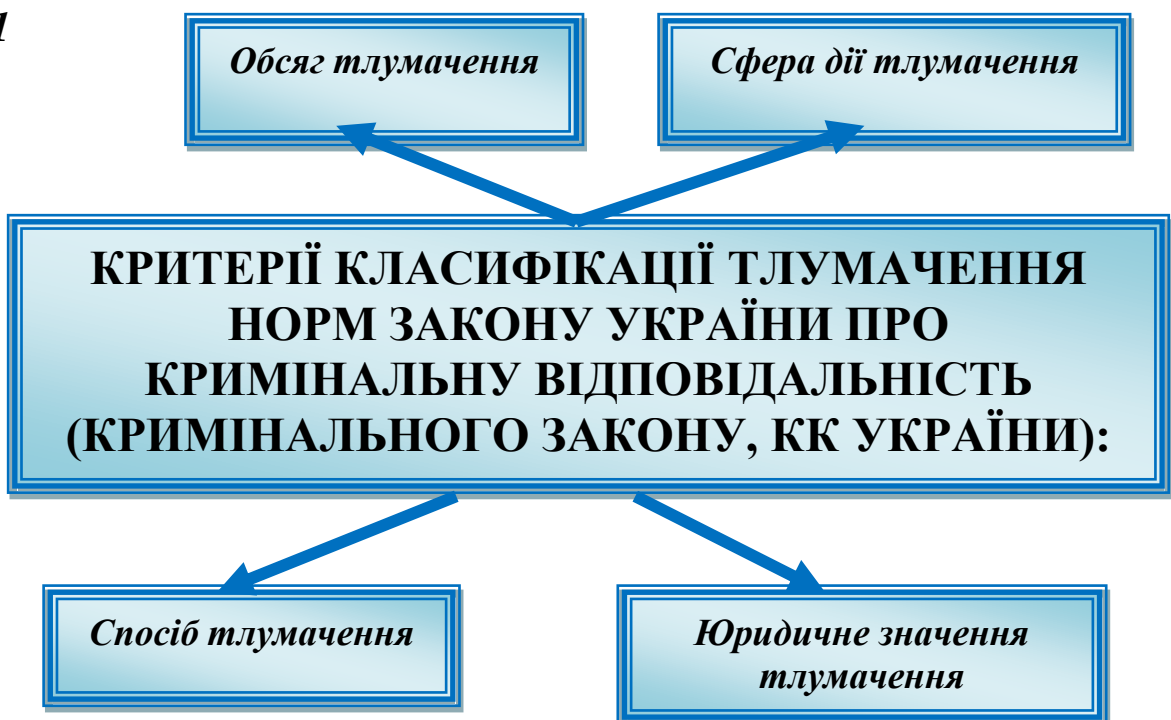 1
Обсяг тлумачення
Сфера дії тлумачення
КРИТЕРІЇ КЛАСИФІКАЦІЇ ТЛУМАЧЕННЯ
НОРМ ЗАКОНУ УКРАЇНИ ПРО
КРИМІНАЛЬНУ ВІДПОВІДАЛЬНІСТЬ
(КРИМІНАЛЬНОГО ЗАКОНУ, КК УКРАЇНИ):
Спосіб тлумачення
Юридичне значення
тлумачення